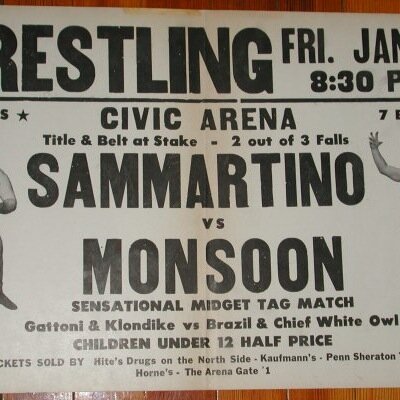 RESTLING FRI. JAN
8:30 P
S ★ CIVIC ARENA 7 B
Title & Belt at Stake - 2 out of 3 Falls
SAMMARTINO
VS
MONSOON
SENSATIONAL MIDGET TAG MATCH
Gattoni & Klondike vs Brazil & Chief White Owl
CHILDREN UNDER 12 HALF PRICE
ICKETS SOLD BY Hite's Drugs on the North Side - Kaufmann's - Penn Sheraton
Horne's - The Arena Gate '1